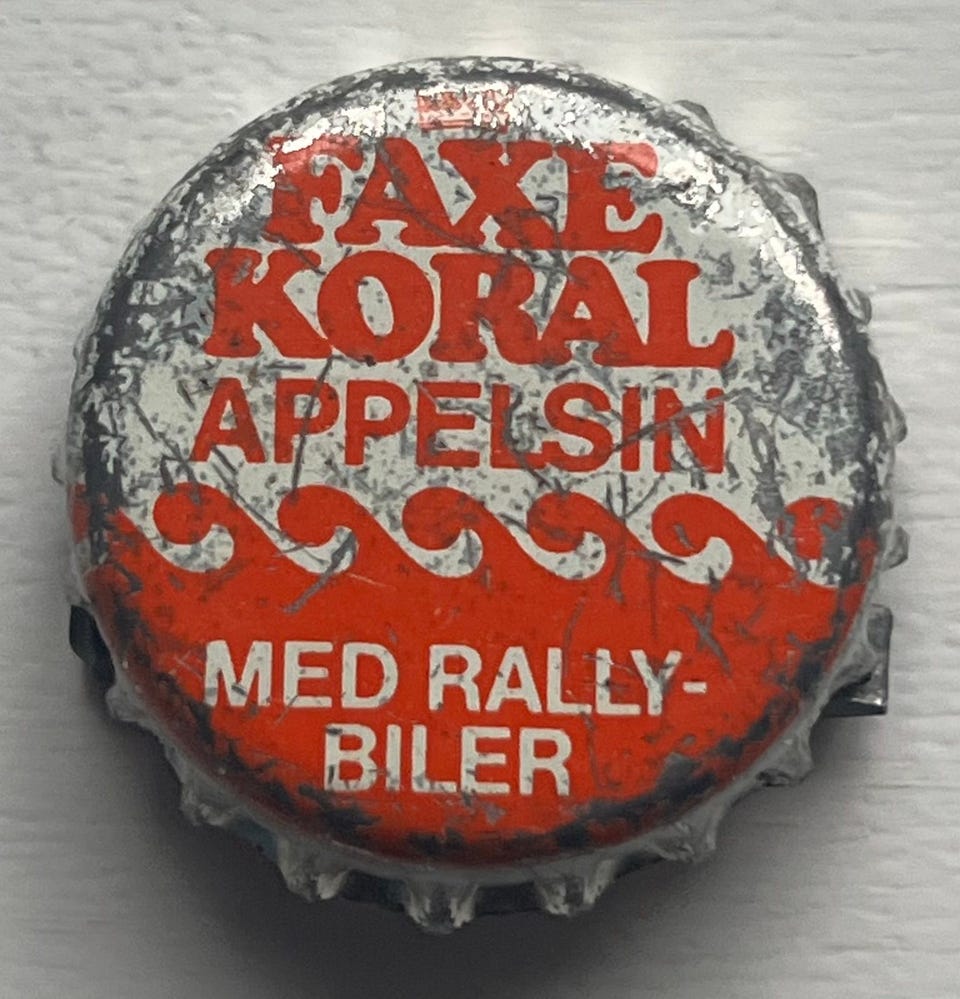 FAXE
KORAL
APPELSIN
MED RALLY-
BILER